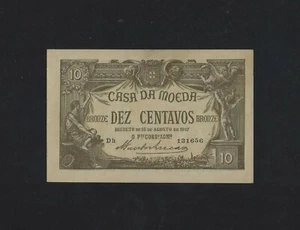 10
CASA DA MOEDA
BRONZE DEZ CENTAVOS BRONZE
DECRETO DE 15 DE AGOSTO DE 1917
Dh 121656
10